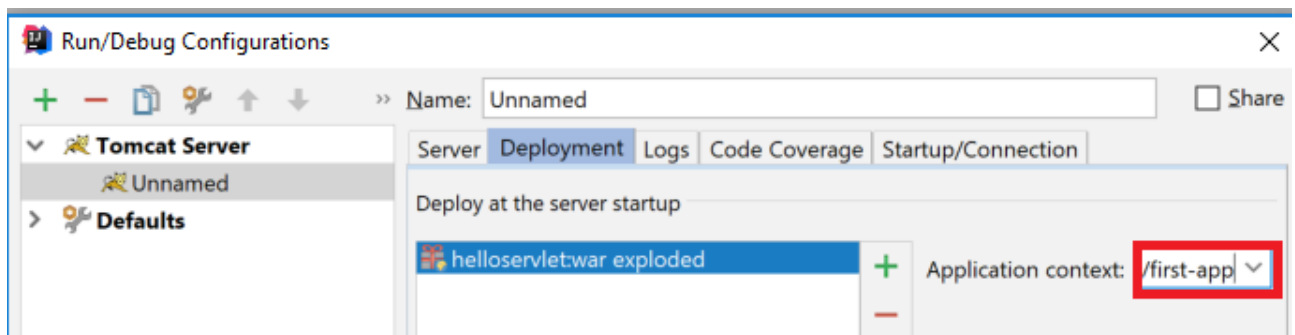 Run/Debug Configurations
Name: Unnamed Share
Tomcat Server
Server Deployment Logs Code Coverage Startup/Connection
Unnamed
Deploy at the server startup
Defaults
helloservlet:war exploded
Application context: /first-app